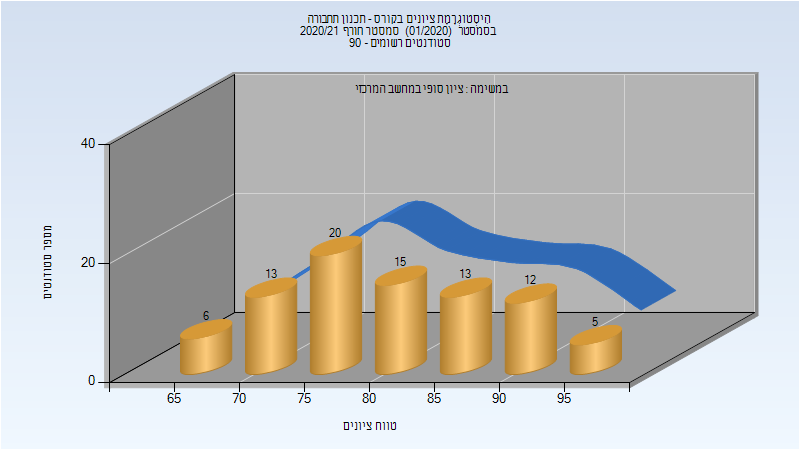 היסטוגרמת ציונים בקורס - תכנון תחבורה
בסמסטר (01/2020) סמסטר חורף 2020/21
סטודנטים רשומים - 90
במשימה : ציון סופי במחשב המרכזי
מספר סטודנטים
40
20
0
6
13
20
15
13
12
5
65
70
75
80
85
90
95
טווח ציונים